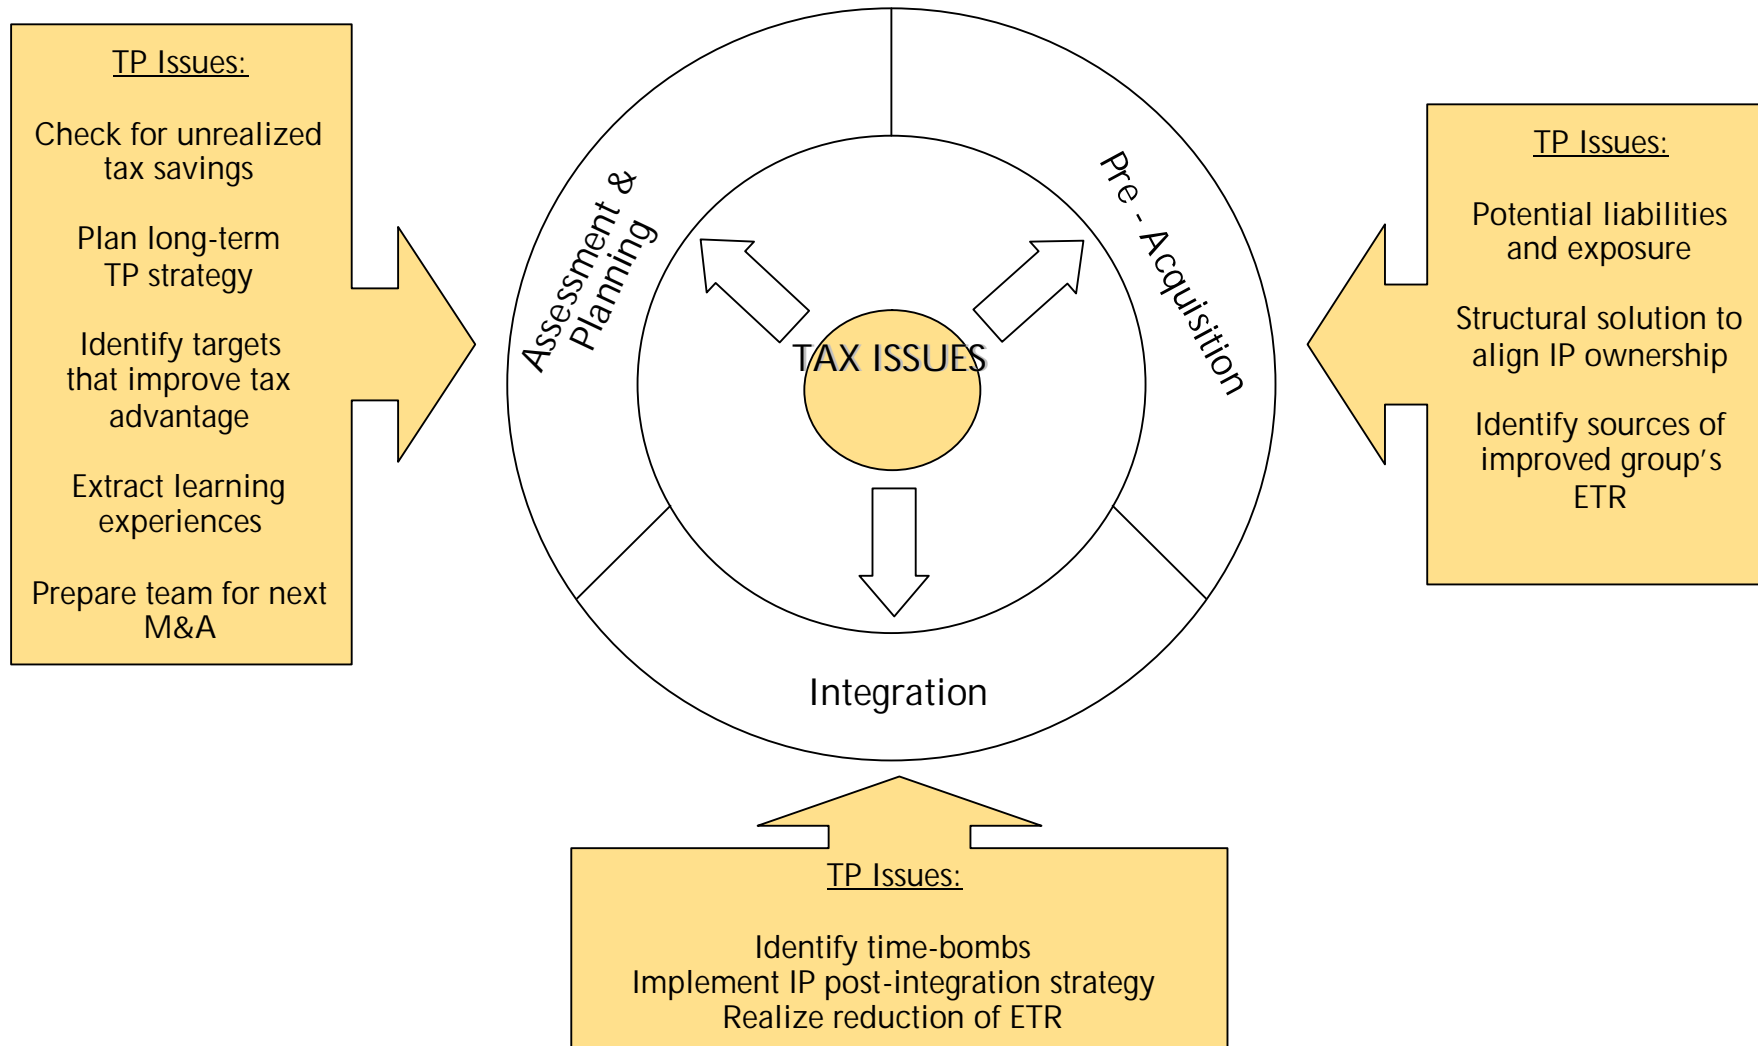 TP Issues:
Check for unrealized
tax savings
Plan long-term
TP strategy
Identify targets
that improve tax
advantage
Extract learning
experiences
Prepare team for next
M&A
Assessment &
Planning
Pre - Acquisition
TAX ISSUES
Integration
TP Issues:
Potential liabilities
and exposure
Structural solution to
align IP ownership
Identify sources of
improved group’s
ETR
TP Issues:
Identify time-bombs
Implement IP post-integration strategy
Realize reduction of ETR